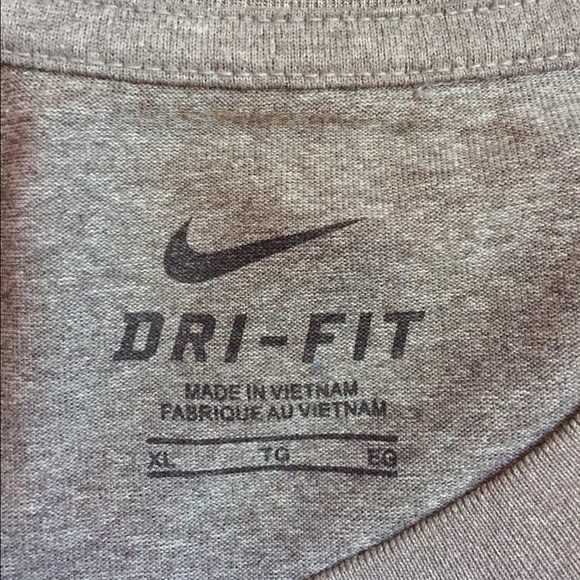 DRI-FIT
MADE IN VIETNAM
FABRIQUE AU VIETNAM
XL TG EG